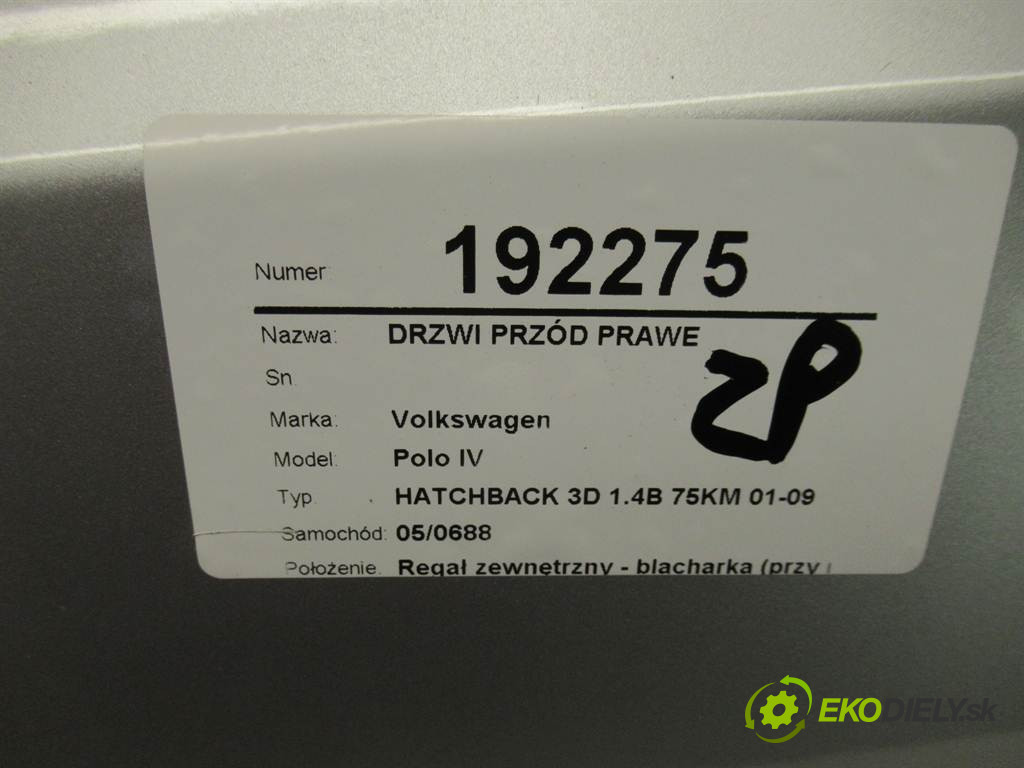 Numer: 192275
Nazwa: DRZWI PRZÓD PRAWE
Sn.
Marka: Volkswagen
Model: Polo IV
Typ. HATCHBACK 3D 1.4B 75KM 01-09
Samochód: 05/0688
Położenie. Regał zewnętrzny - blacharka (przy
EKODIELY.sk